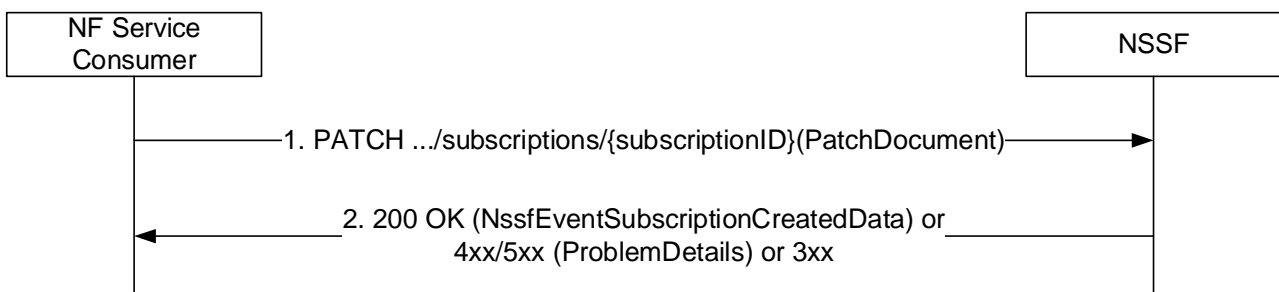 NF Service
Consumer
NSSF
1. PATCH .../subscriptions/{subscriptionID}(PatchDocument)
2. 200 OK (NssfEventSubscriptionCreatedData) or
4xx/5xx (ProblemDetails) or 3xx